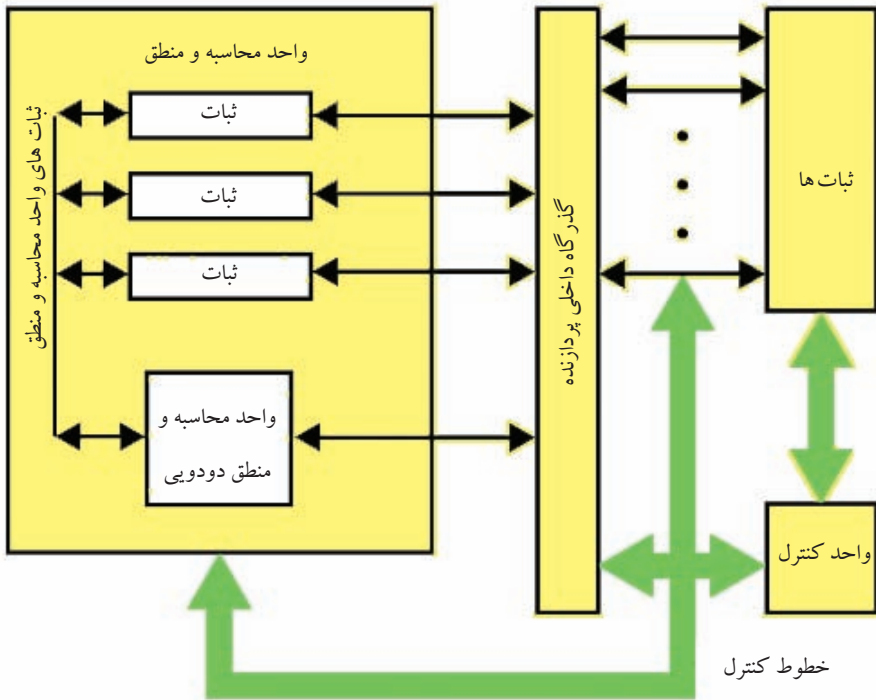 واحد محاسبه و منطق
ثبات
ثبات
ثبات
ثبات های واحد محاسبه و منطق
واحد محاسبه و
منطق دودویی
گذرگاه داخلی پردازنده
ثبات‌ها
واحد کنترل
خطوط کنترل